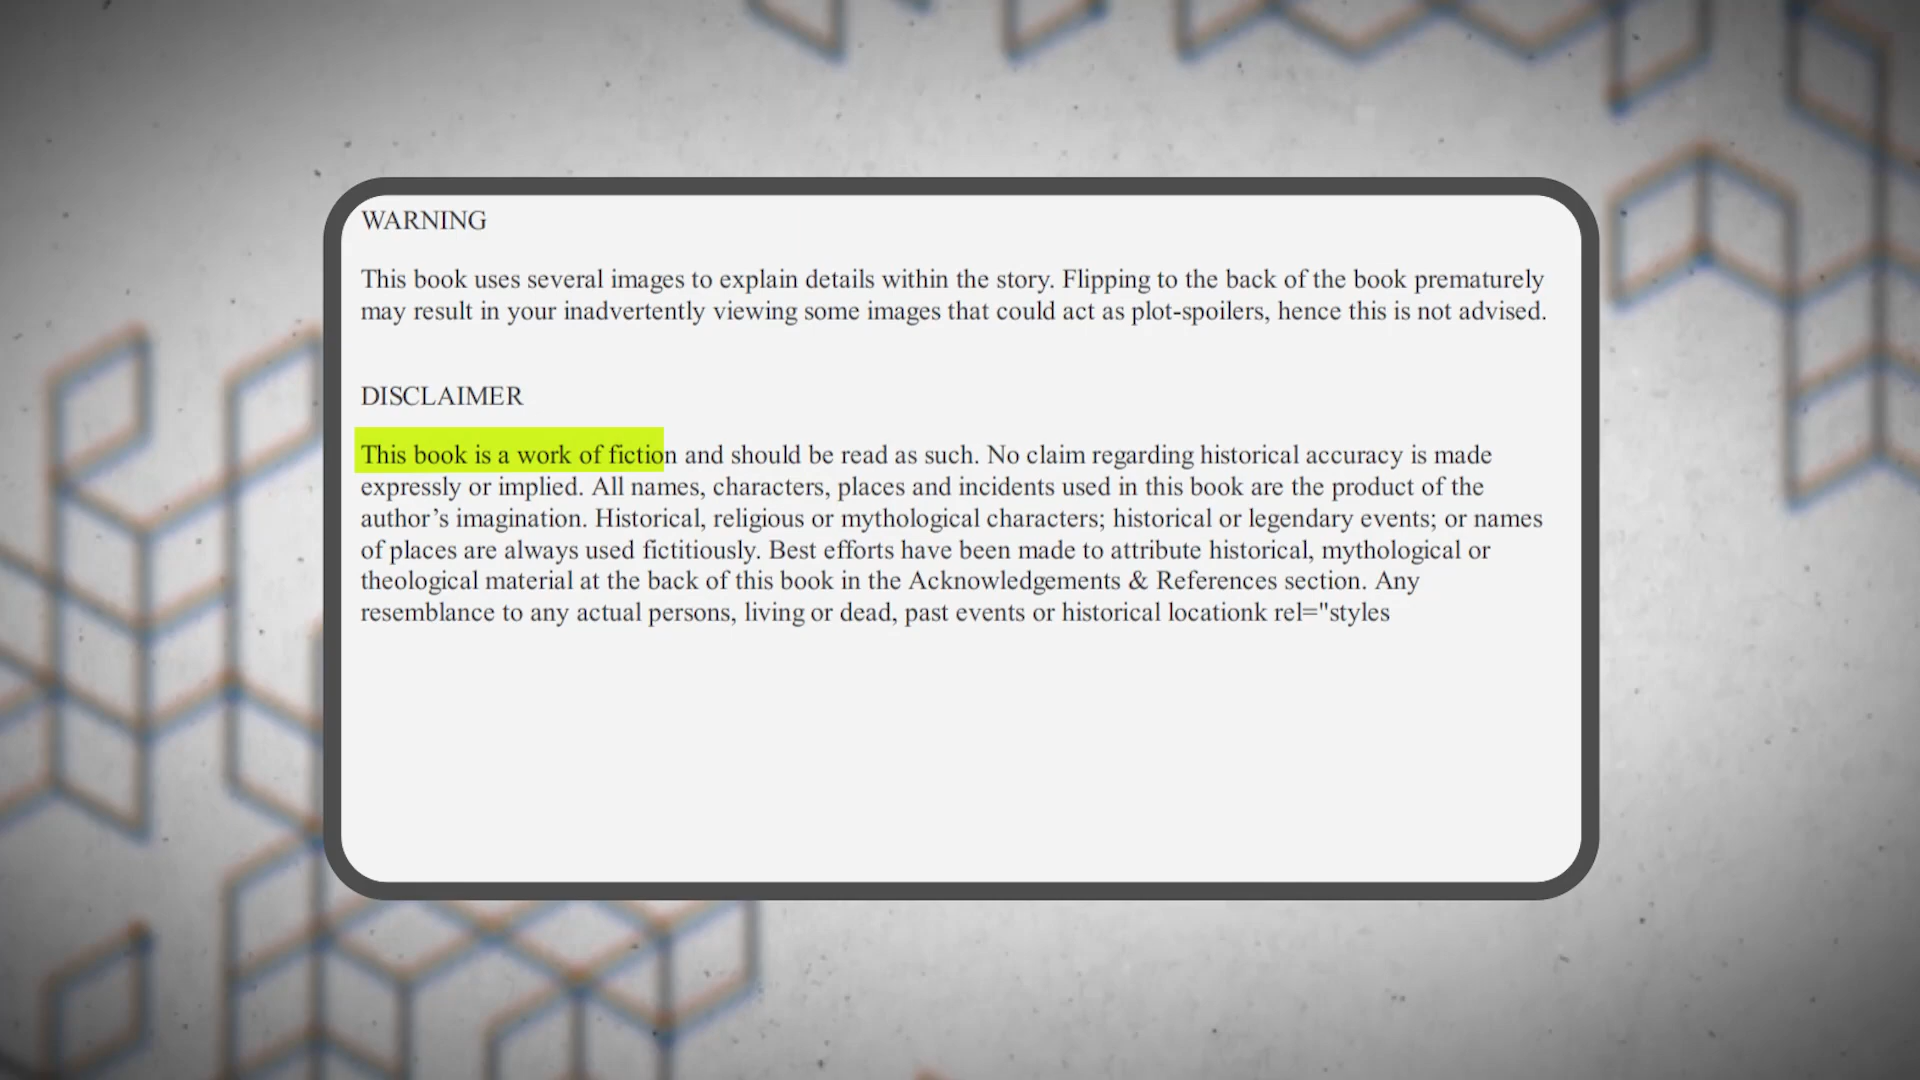 WARNING
This book uses several images to explain details within the story. Flipping to the back of the book prematurely
may result in your inadvertently viewing some images that could act as plot-spoilers, hence this is not advised.
DISCLAIMER
This book is a work of fiction and should be read as such. No claim regarding historical accuracy is made
expressly or implied. All names, characters, places and incidents used in this book are the product of the
author’s imagination. Historical, religious or mythological characters; historical or legendary events; or names
of places are always used fictitiously. Best efforts have been made to attribute historical, mythological or
theological material at the back of this book in the Acknowledgements & References section. Any
resemblance to any actual persons, living or dead, past events or historical locationk rel="styles